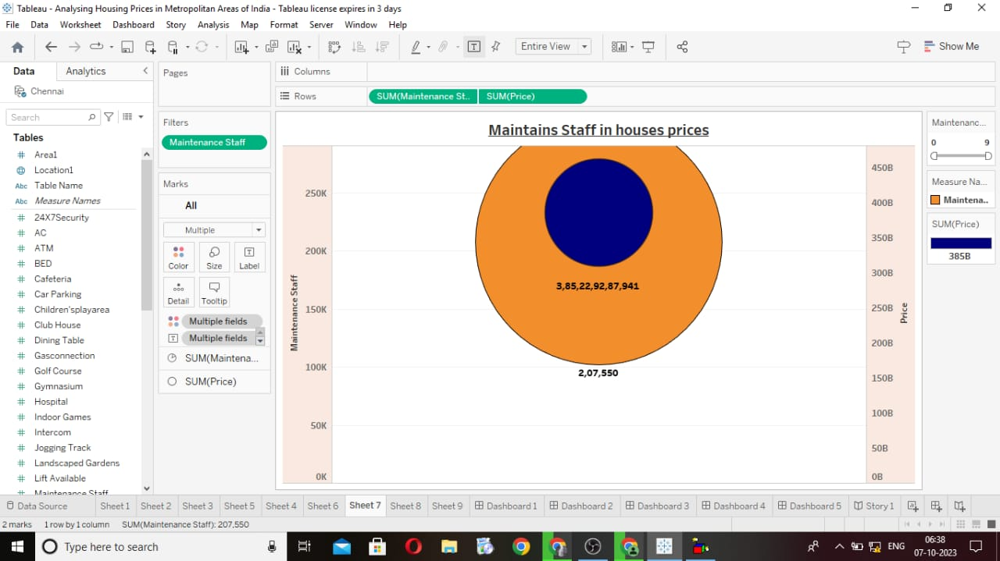 Tableau - Analysing Housing Prices in Metropolitan Areas of India - Tableau license expires in 3 days
File Data Worksheet Dashboard Story Analysis Map Format Server Window Help
Entire View
Show Me
Data Analytics
Chennai
Search
Tables
Area1
Location1
Abc Table Name
Abc Measure Names
24X7Security
AC
ATM
BED
Cafeteria
Car Parking
Children'splayarea
Club House
Dining Table
Gasconnection
Golf Course
Gymnasium
Hospital
Indoor Games
Intercom
Jogging Track
Landscaped Gardens
Lift Available
Maintenance Staff
Pages
Filters
Maintenance Staff
Marks
All
Multiple
Color Size Label
Detail Tooltip
Multiple fields
Multiple fields
SUM(Maintena...
SUM(Price)
Columns
Rows SUM(Maintenance St.. SUM(Price)
Maintains Staff in houses prices
Maintenance Staff
250K
200K
150K
100K
50K
0K
3,85,22,92,87,941
2,07,550
450B
400B
350B
300B
250B
200B
150B
100B
50B
0B
Price
Maintenanc...
0 9
Measure Na...
Maintena..
SUM(Price)
385B
Data Source Sheet 1 Sheet 2 Sheet 3 Sheet 5 Sheet 4 Sheet 6 Sheet 7 Sheet 8 Sheet 9 Dashboard 1 Dashboard 2 Dashboard 3 Dashboard 4 Dashboard 5 Story 1
2 marks 1 row by 1 column SUM(Maintenance Staff): 207,550
Type here to search
ENG
06:38
07-10-2023